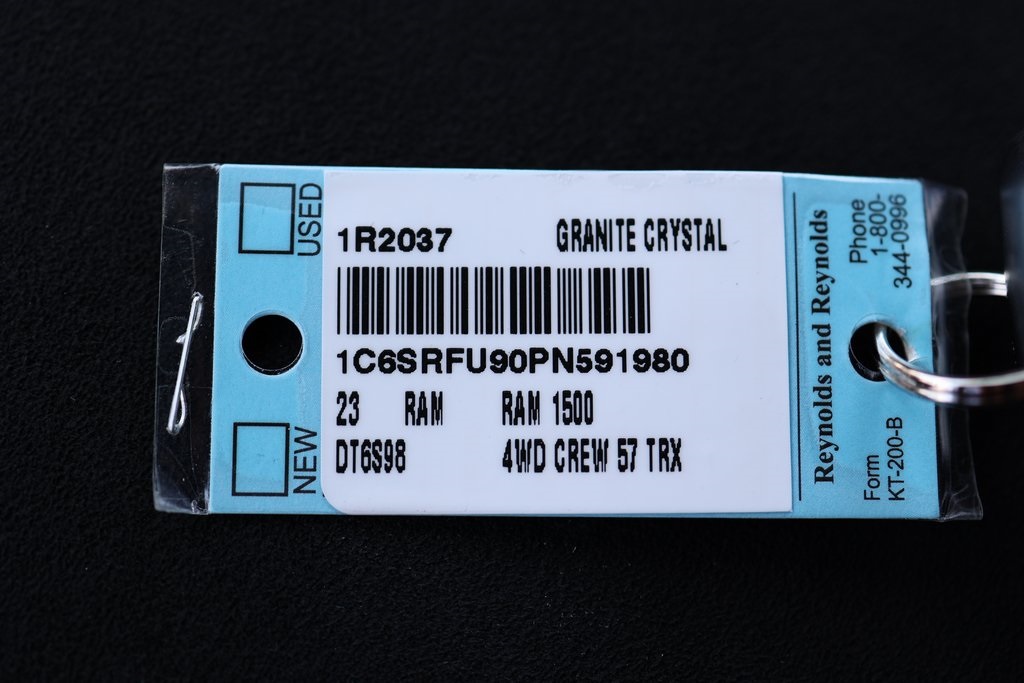 USED
NEW
1R2037 GRANITE CRYSTAL
1C6SRFU90PN591980
23 RAM RAM 1500
DT6S98 4WD CREW 57 TRX
Reynolds and Reynolds
Phone
1-800-
344-0996
Form
KT-200-B